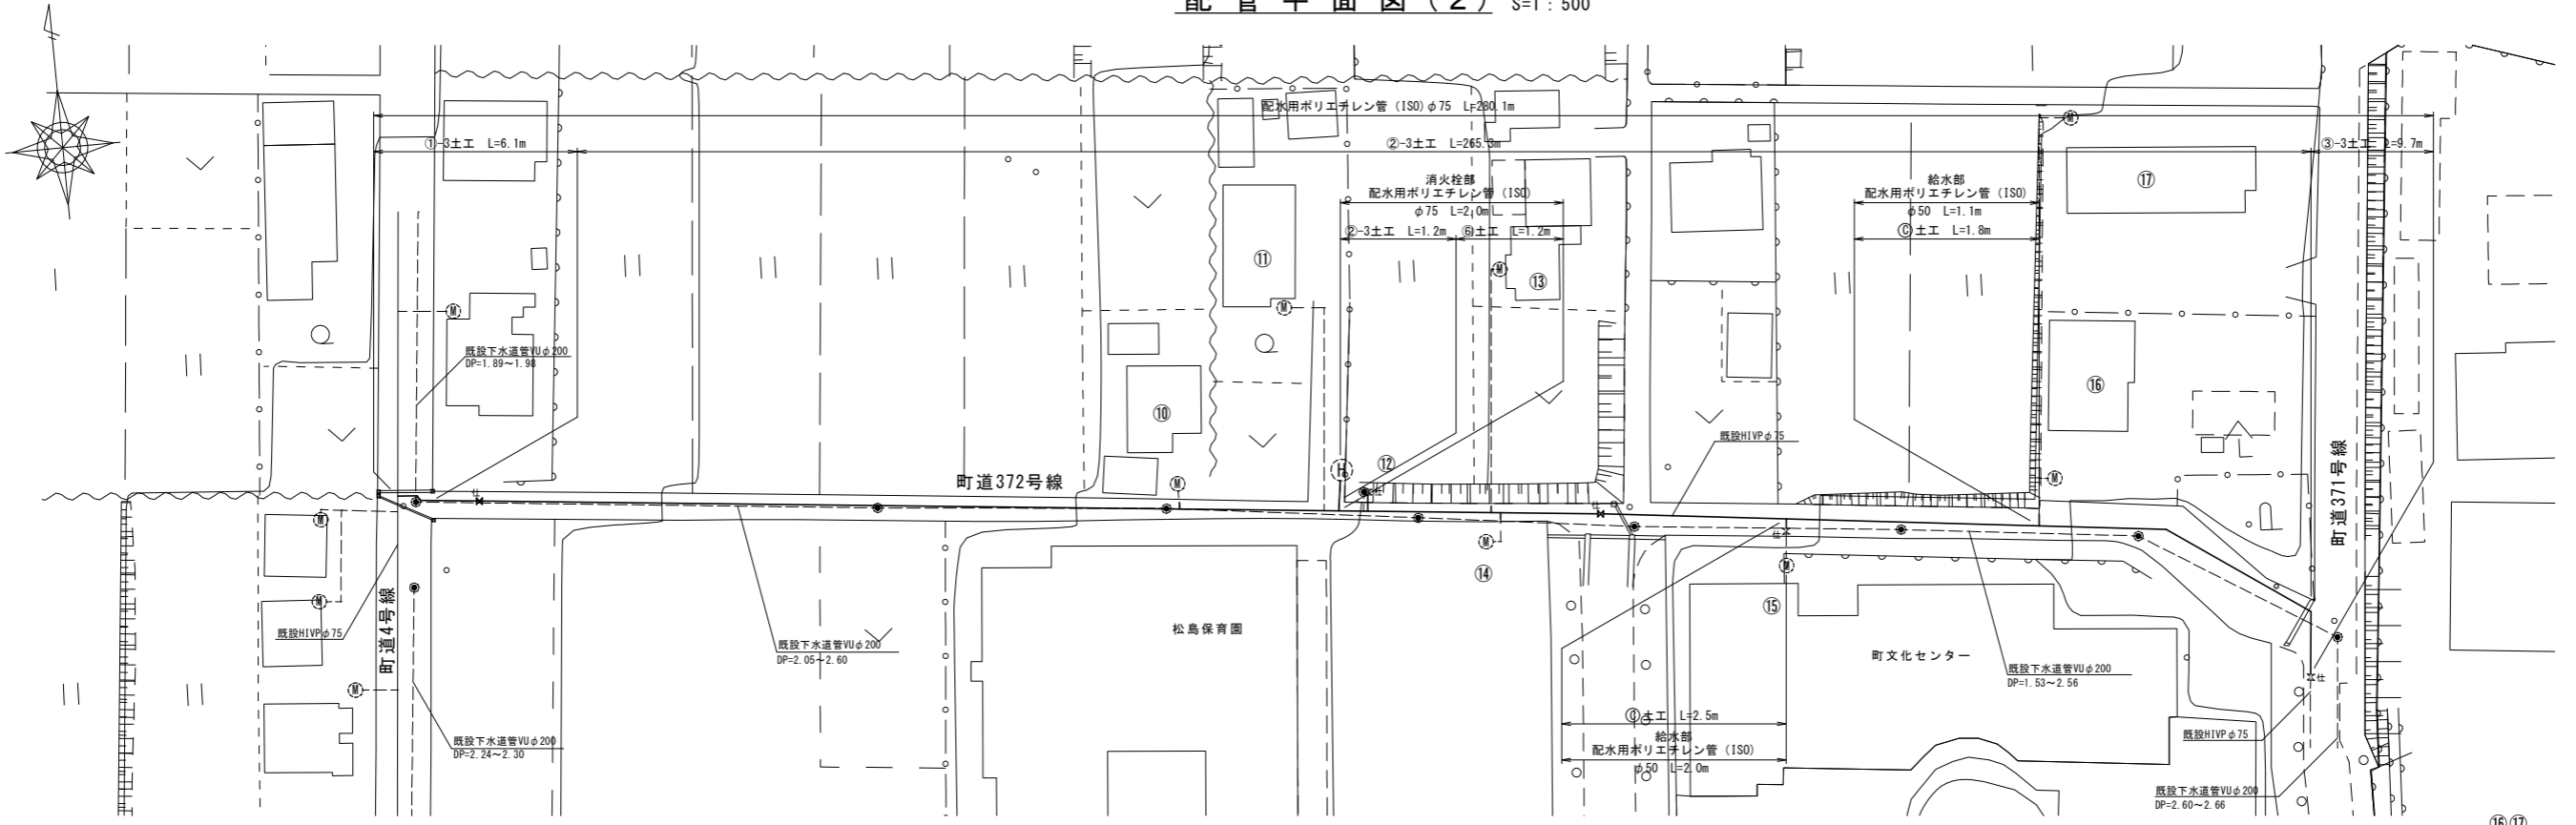 配管平面図(2) S=1:500
配水用ポリエチレン管(ISO)φ75 L=280.1m
①-3土工 L=6.1m
②-3土工 L=265.3m
③-3土工 L=9.7m
消火栓部
配水用ポリエチレン管(ISO)
φ75 L=2.0m
②-3土工 L=1.2m
⑥土工 L=1.2m
給水部
配水用ポリエチレン管(ISO)
φ50 L=1.1m
Ⓒ土工 L=1.8m
⑰
⑪
⑬
Ⓜ
Ⓜ
Ⓜ
Ⓜ
既設下水道管VUφ200
DP=1.89~1.98
⑩
⑯
既設HIVPφ75
町道372号線
Ⓗ
⑫
Ⓜ
Ⓜ
仕
仕
仕
仕
町道371号線
Ⓜ
Ⓜ
Ⓜ
⑭
⑮
Ⓜ
既設HIVPφ75
町道4号線
松島保育園
既設下水道管VUφ200
DP=2.05~2.60
町文化センター
既設下水道管VUφ200
DP=1.53~2.56
仕
Ⓜ
既設下水道管VUφ200
DP=2.24~2.30
Ⓒ土工 L=2.5m
給水部
配水用ポリエチレン管(ISO)
φ50 L=2.0m
既設HIVPφ75
既設下水道管VUφ200
DP=2.60~2.66
⑯⑰